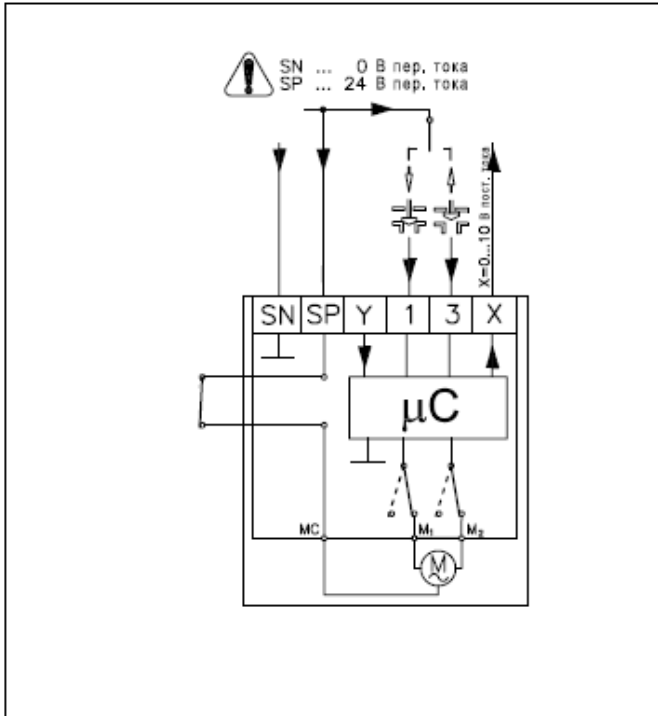 SN ... 0 В пер. тока
SP ... 24 В пер. тока
X=0...10 В пост. тока
SN SP Y 1 3 X
µC
MC M₁ M₂
M